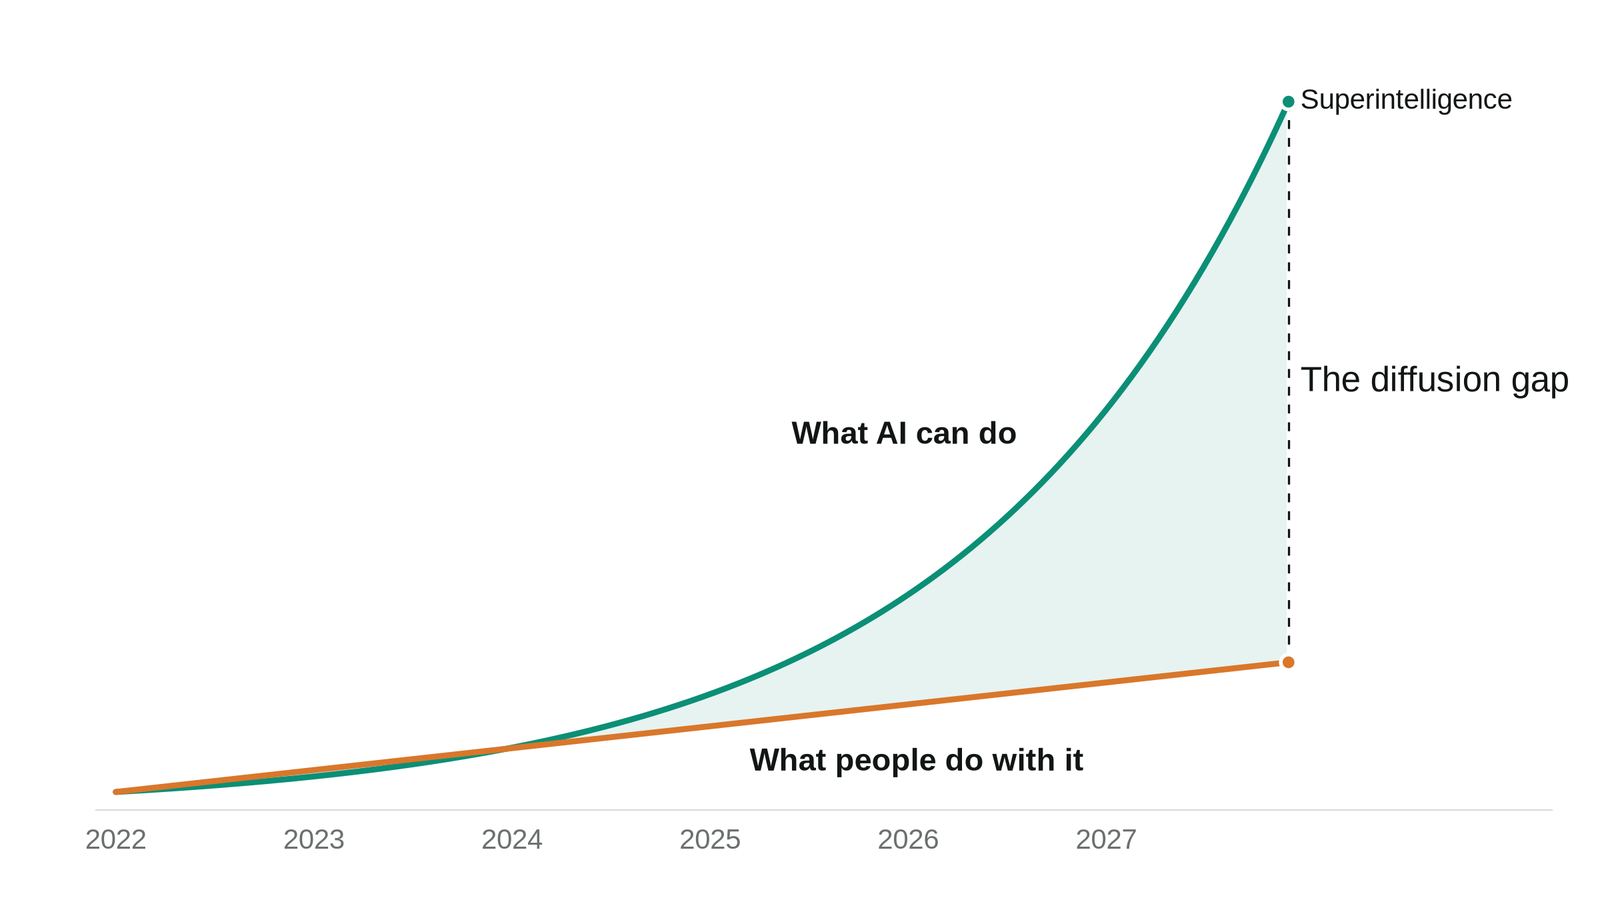 Superintelligence
The diffusion gap
What AI can do
What people do with it
2022 2023 2024 2025 2026 2027